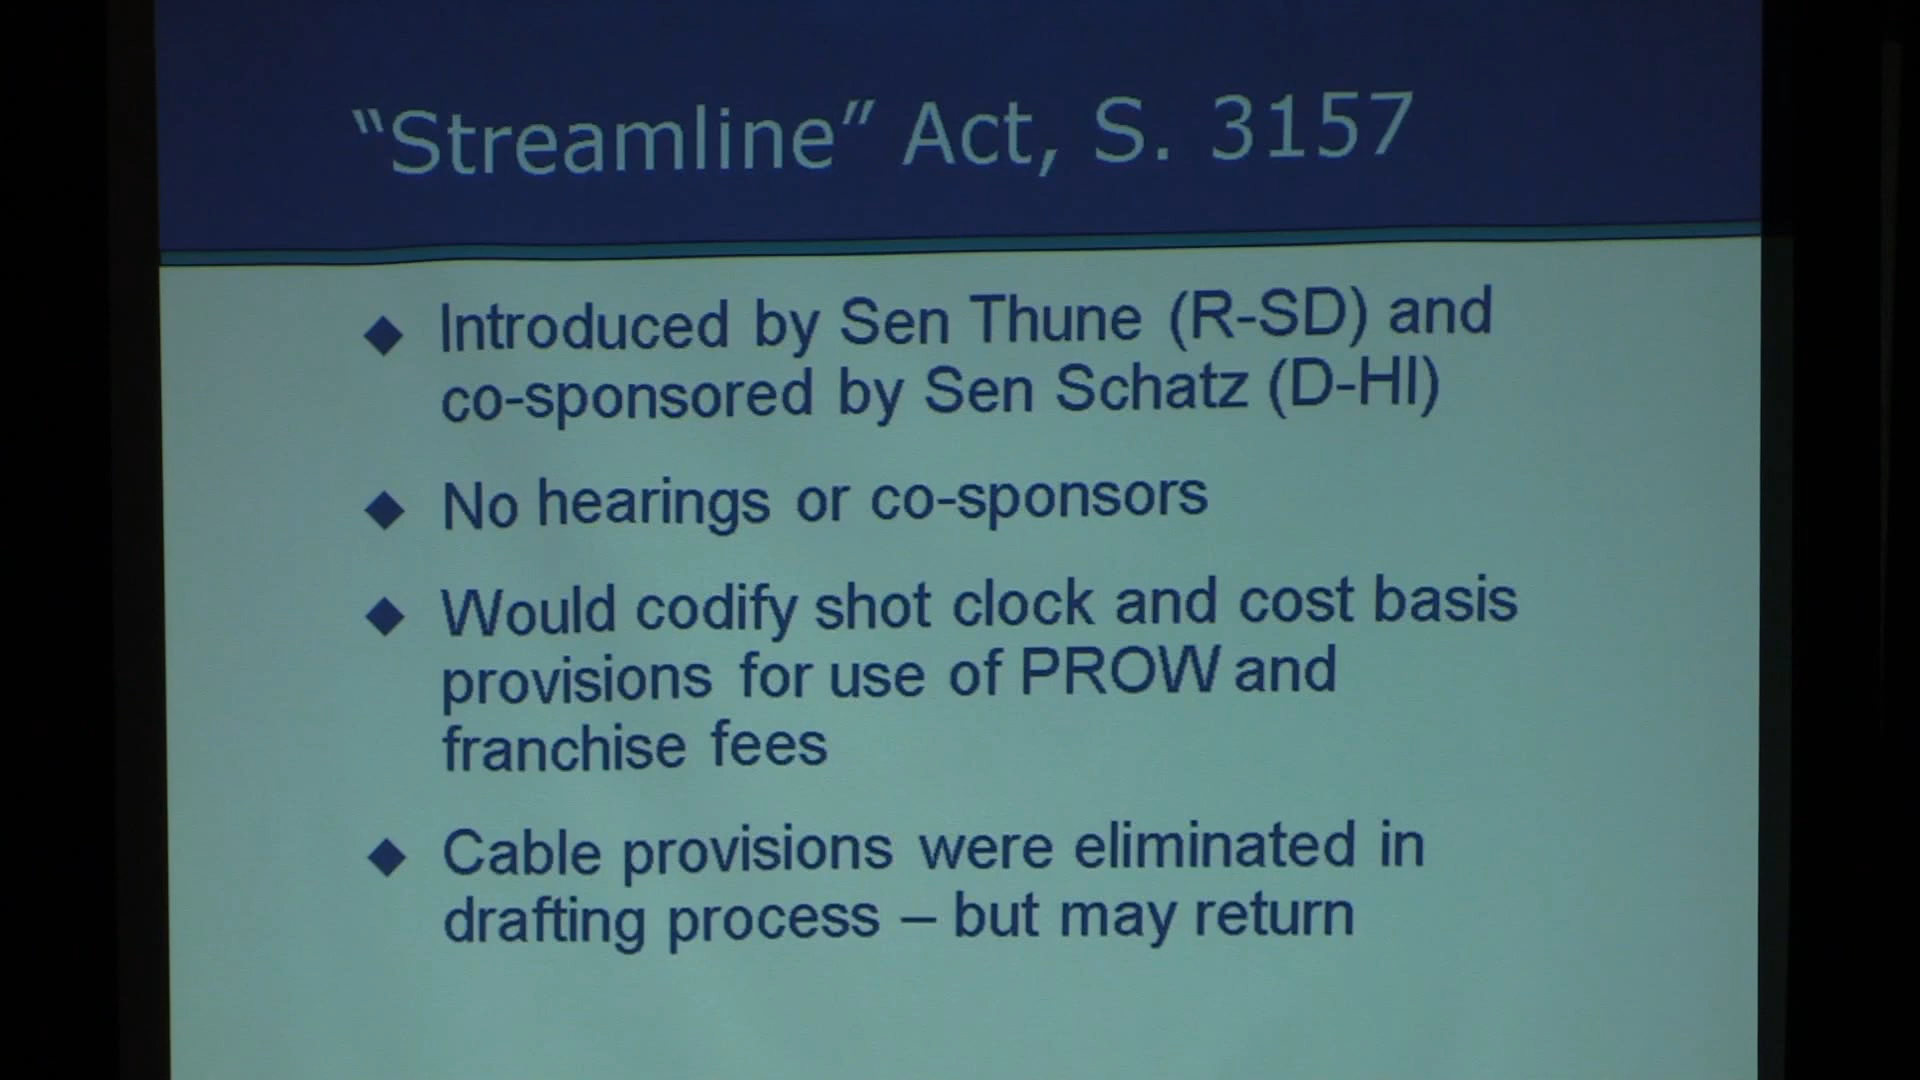 “Streamline” Act, S. 3157
◆ Introduced by Sen Thune (R-SD) and
co-sponsored by Sen Schatz (D-HI)
◆ No hearings or co-sponsors
◆ Would codify shot clock and cost basis
provisions for use of PROW and
franchise fees
◆ Cable provisions were eliminated in
drafting process – but may return